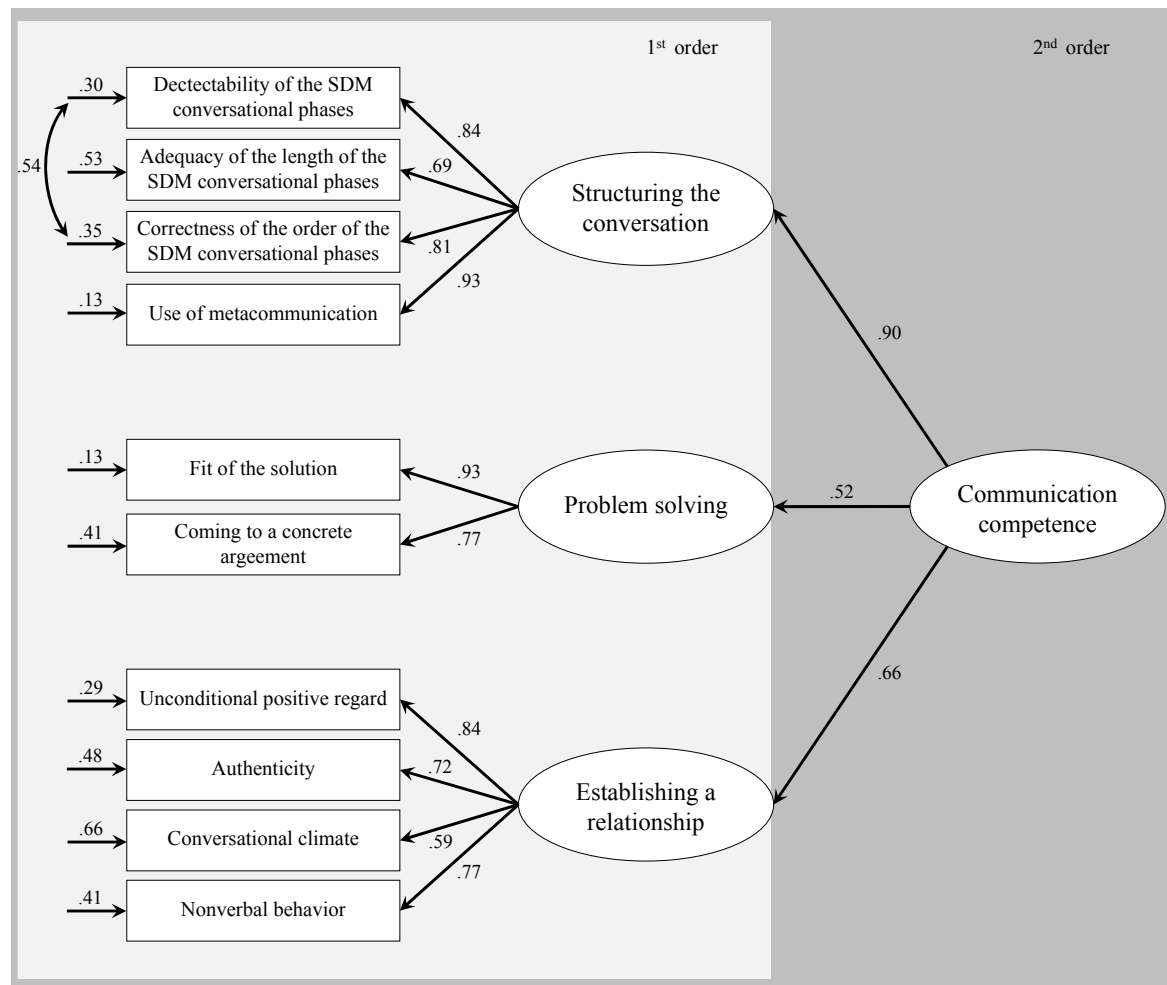 1st order
2nd order
.30
Dectectability of the SDM
conversational phases
.84
.54
.53
Adequacy of the length of the
SDM conversational phases
.69
Structuring the
conversation
.35
Correctness of the order of the
SDM conversational phases
.81
.93
.13
Use of metacommunication
.90
.13
Fit of the solution
.93
Problem solving
.52
Communication
competence
.41
Coming to a concrete
argeement
.77
.66
.29
Unconditional positive regard
.84
.48
Authenticity
.72
Establishing a
relationship
.66
Conversational climate
.59
.77
.41
Nonverbal behavior